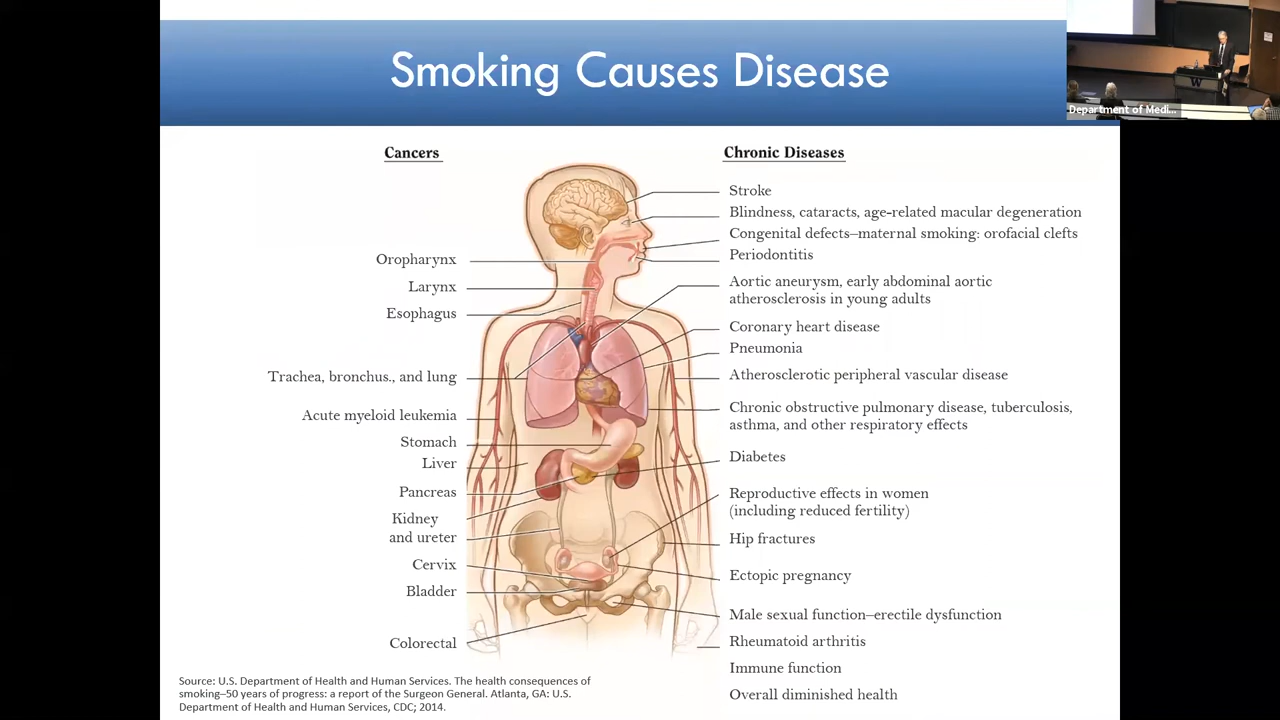 Smoking Causes Disease
Department of Medi...
W
Cancers
Oropharynx
Larynx
Esophagus
Trachea, bronchus., and lung
Acute myeloid leukemia
Stomach
Liver
Pancreas
Kidney
and ureter
Cervix
Bladder
Colorectal
Chronic Diseases
Stroke
Blindness, cataracts, age-related macular degeneration
Congenital defects–maternal smoking: orofacial clefts
Periodontitis
Aortic aneurysm, early abdominal aortic
atherosclerosis in young adults
Coronary heart disease
Pneumonia
Atherosclerotic peripheral vascular disease
Chronic obstructive pulmonary disease, tuberculosis,
asthma, and other respiratory effects
Diabetes
Reproductive effects in women
(including reduced fertility)
Hip fractures
Ectopic pregnancy
Male sexual function–erectile dysfunction
Rheumatoid arthritis
Immune function
Overall diminished health
Source: U.S. Department of Health and Human Services. The health consequences of
smoking–50 years of progress: a report of the Surgeon General. Atlanta, GA: U.S.
Department of Health and Human Services, CDC; 2014.